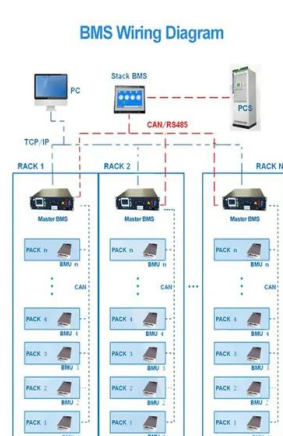 BMS Wiring Diagram
Stack BMS
PC
PCS
CAN/RS485
TCP/IP
RACK 1 RACK 2 RACK N
Master BMS Master BMS Master BMS
PACK n PACK n PACK n
BMU n BMU n BMU n
CAN CAN CAN
PACK 4 PACK 4 PACK 4
BMU 4 BMU 4 BMU 4
PACK 3 PACK 3 PACK 3
BMU 3 BMU 3 BMU 3
PACK 2 PACK 2 PACK 2
BMU 2 BMU 2 BMU 2
PACK 1 PACK 1 PACK 1